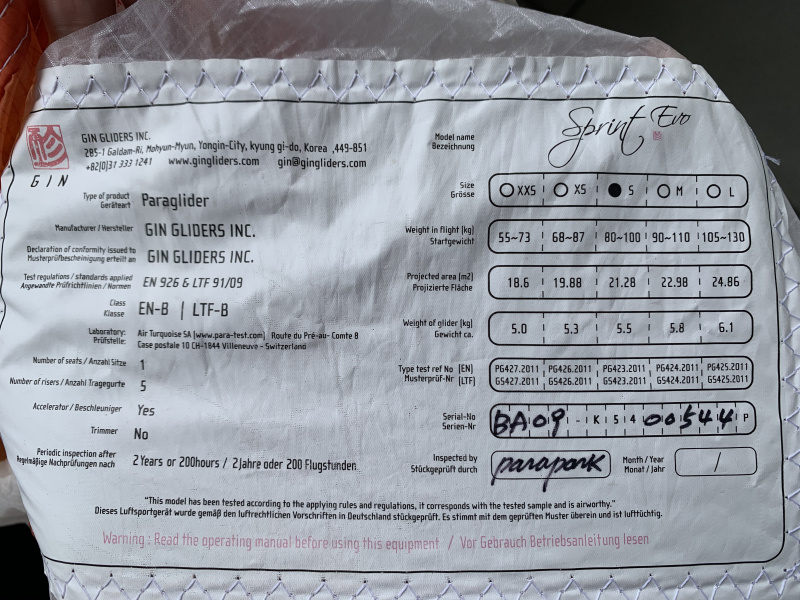 GIN
GIN GLIDERS INC.
285-1 Galdam-Ri, Mohyun-Myun, Yongin-City, kyung gi-do, Korea ,449-851
+82(0)31 333 1241 www.gingliders.com gin@gingliders.com
Model name
Bezeichnung
Sprint Evo
Type of product
Geräteart
Paraglider
Size
Grösse
XXS XS S M L
Manufacturer / Hersteller GIN GLIDERS INC.
Weight in flight [kg]
Startgewicht
55~73 68~87 80~100 90~110 105~130
Declaration of conformity issued to
Musterprüfbescheinigung erteilt an
GIN GLIDERS INC.
Test regulations / standards applied
Angewandte Prüfrichtlinien / Normen
EN 926 & LTF 91/09
Projected area [m2]
Projizierte Fläche
18.6 19.88 21.28 22.98 24.86
Class
Klasse
EN-B | LTF-B
Weight of glider [kg]
Gewicht ca.
5.0 5.3 5.5 5.8 6.1
Laboratory:
Prüfstelle:
Air Turquoise SA (www.para-test.com) Route du Pré-au- Comte 8
Case postale 10 CH-1844 Villeneuve - Switzerland
Type test ref No [EN]
Musterprüf-Nr [LTF]
PG427.2011 PG426.2011 PG423.2011 PG424.2011 PG425.2011
GS427.2011 GS426.2011 GS423.2011 GS424.2011 GS425.2011
Number of seats / Anzahl Sitze 1
Number of risers / Anzahl Tragegurte 5
Serial-No
Serien-Nr
BA09 - K54 00544 P
Accelerator / Beschleuniger Yes
Trimmer No
Periodic inspection after
Regelmäßige Nachprüfungen nach
2 Years or 200hours / 2 Jahre oder 200 Flugstunden
Inspected by
Stückgeprüft durch
parapark
Month / Year
Monat / Jahr
/
"This model has been tested according to the applying rules and regulations, it corresponds with the tested sample and is airworthy."
Dieses Luftsportgerät wurde gemäß den luftrechtlichen Vorschriften in Deutschland stückgeprüft. Es stimmt mit dem geprüften Muster überein und ist lufttüchtig.
Warning : Read the operating manual before using this equipment / Vor Gebrauch Betriebsanleitung lesen